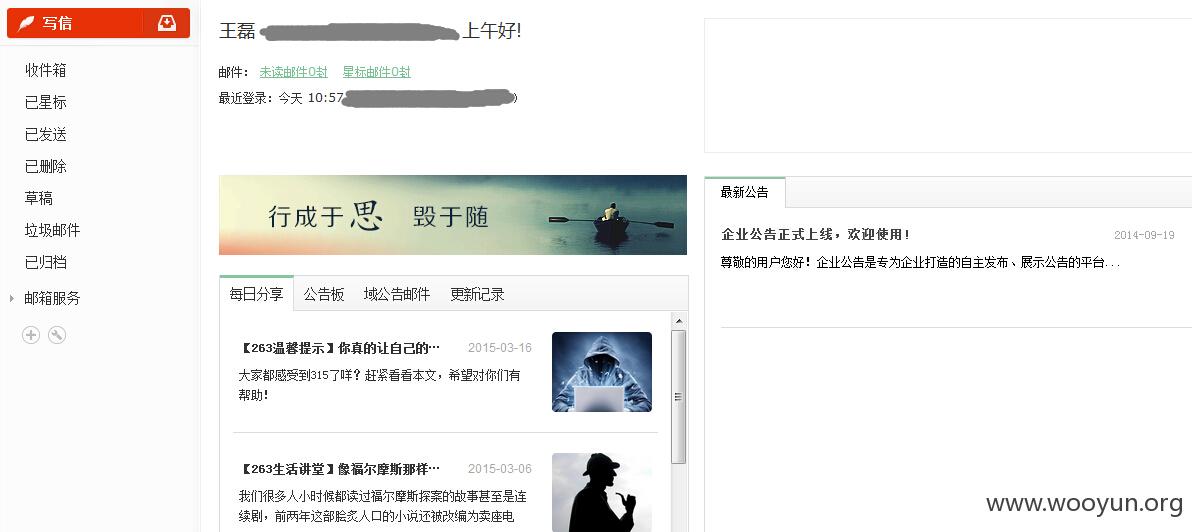 写信
收件箱
已星标
已发送
已删除
草稿
垃圾邮件
已归档
邮箱服务
王磊 上午好!
邮件: 未读邮件0封 星标邮件0封
最近登录: 今天 10:57 )
行成于思 毁于随
每日分享 公告板 域公告邮件 更新记录
【263温馨提示】你真的让自己的… 2015-03-16
大家都感受到315了咩? 赶紧看看本文，希望对你们有
帮助!
【263生活讲堂】像福尔摩斯那样… 2015-03-06
我们很多人小时候都读过福尔摩斯探案的故事甚至是连
续剧，前两年这部脍炙人口的小说还被改编为卖座电
最新公告
企业公告正式上线，欢迎使用! 2014-09-19
尊敬的用户您好! 企业公告是专为企业打造的自主发布、展示公告的平台...
www.wooyun.org